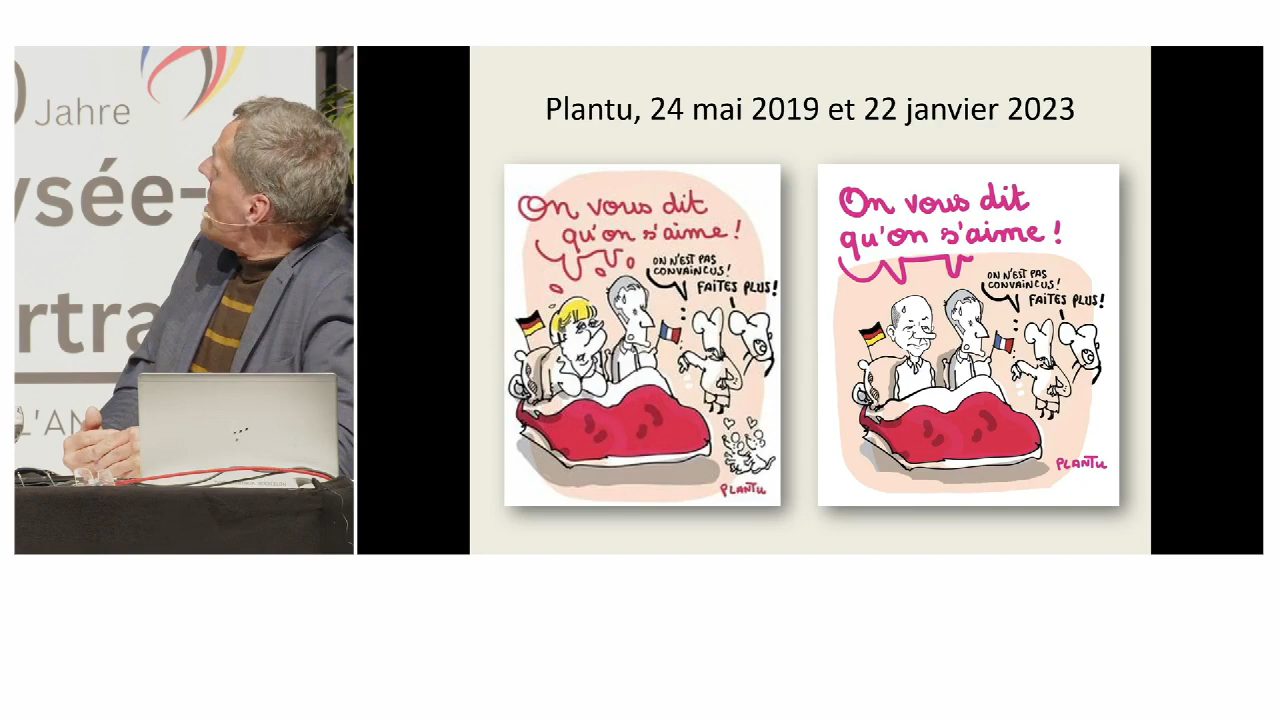 Jahre
ysée-
rtra
L'AN
Plantu, 24 mai 2019 et 22 janvier 2023
On vous dit
qu'on s'aime !
ON N'EST PAS
CONVAINCUS !
FAITES PLUS !
PLANTU
On vous dit
qu'on s'aime !
ON N'EST PAS
CONVAINCUS !
FAITES PLUS !
PLANTU